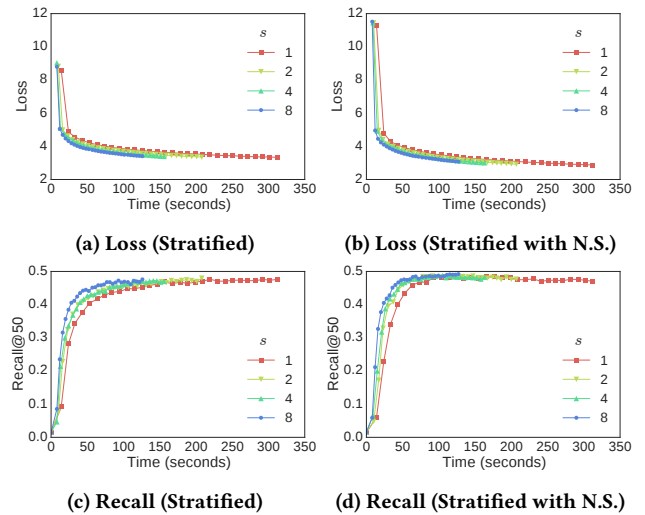 12
10
8
6
4
2
Loss
s
1
2
4
8
0 50 100 150 200 250 300 350
Time (seconds)
(a) Loss (Stratified)
12
10
8
6
4
2
Loss
s
1
2
4
8
0 50 100 150 200 250 300 350
Time (seconds)
(b) Loss (Stratified with N.S.)
0.5
0.4
0.3
0.2
0.1
0.0
Recall@50
s
1
2
4
8
0 50 100 150 200 250 300 350
Time (seconds)
(c) Recall (Stratified)
0.5
0.4
0.3
0.2
0.1
0.0
Recall@50
s
1
2
4
8
0 50 100 150 200 250 300 350
Time (seconds)
(d) Recall (Stratified with N.S.)